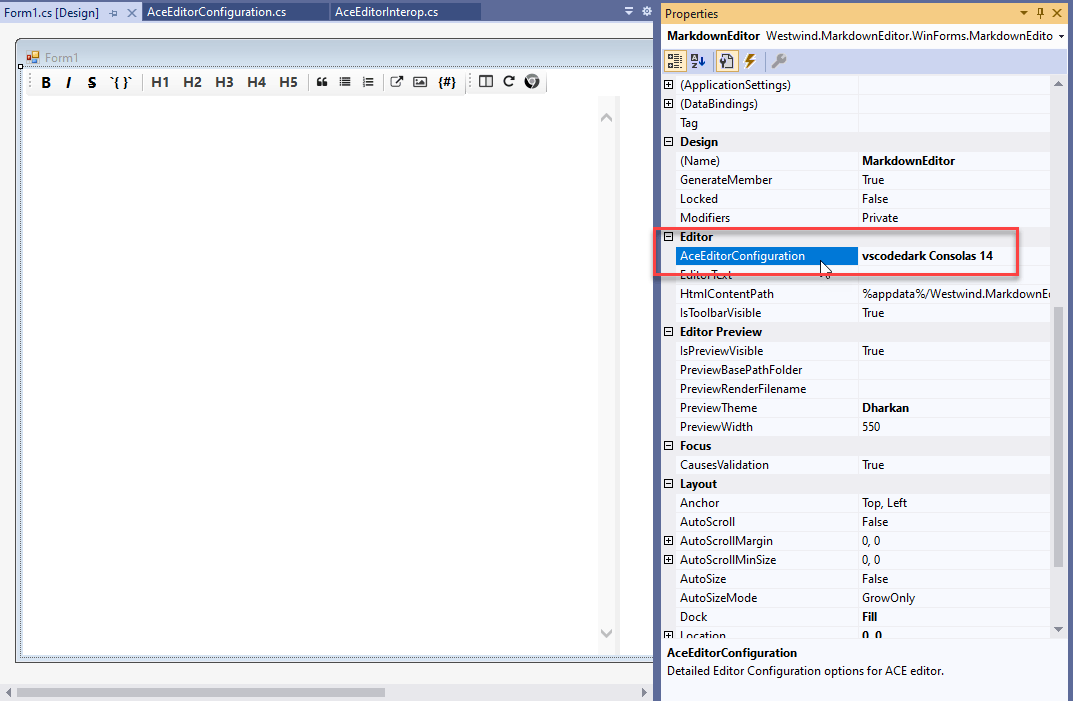 Form1.cs [Design]
AceEditorConfiguration.cs
AceEditorInterop.cs
Form1
B I S `{ }` H1 H2 H3 H4 H5 {#}
Properties
MarkdownEditor Westwind.MarkdownEditor.WinForms.MarkdownEdito
(ApplicationSettings)
(DataBindings)
Tag
Design
(Name) MarkdownEditor
GenerateMember True
Locked False
Modifiers Private
Editor
AceEditorConfiguration vscodedark Consolas 14
EditorText
HtmlContentPath %appdata%/Westwind.MarkdownEd
IsToolbarVisible True
Editor Preview
IsPreviewVisible True
PreviewBasePathFolder
PreviewRenderFilename
PreviewTheme Dharkan
PreviewWidth 550
Focus
CausesValidation True
Layout
Anchor Top, Left
AutoScroll False
AutoScrollMargin 0, 0
AutoScrollMinSize 0, 0
AutoSize False
AutoSizeMode GrowOnly
Dock Fill
Location 0, 0
AceEditorConfiguration
Detailed Editor Configuration options for ACE editor.